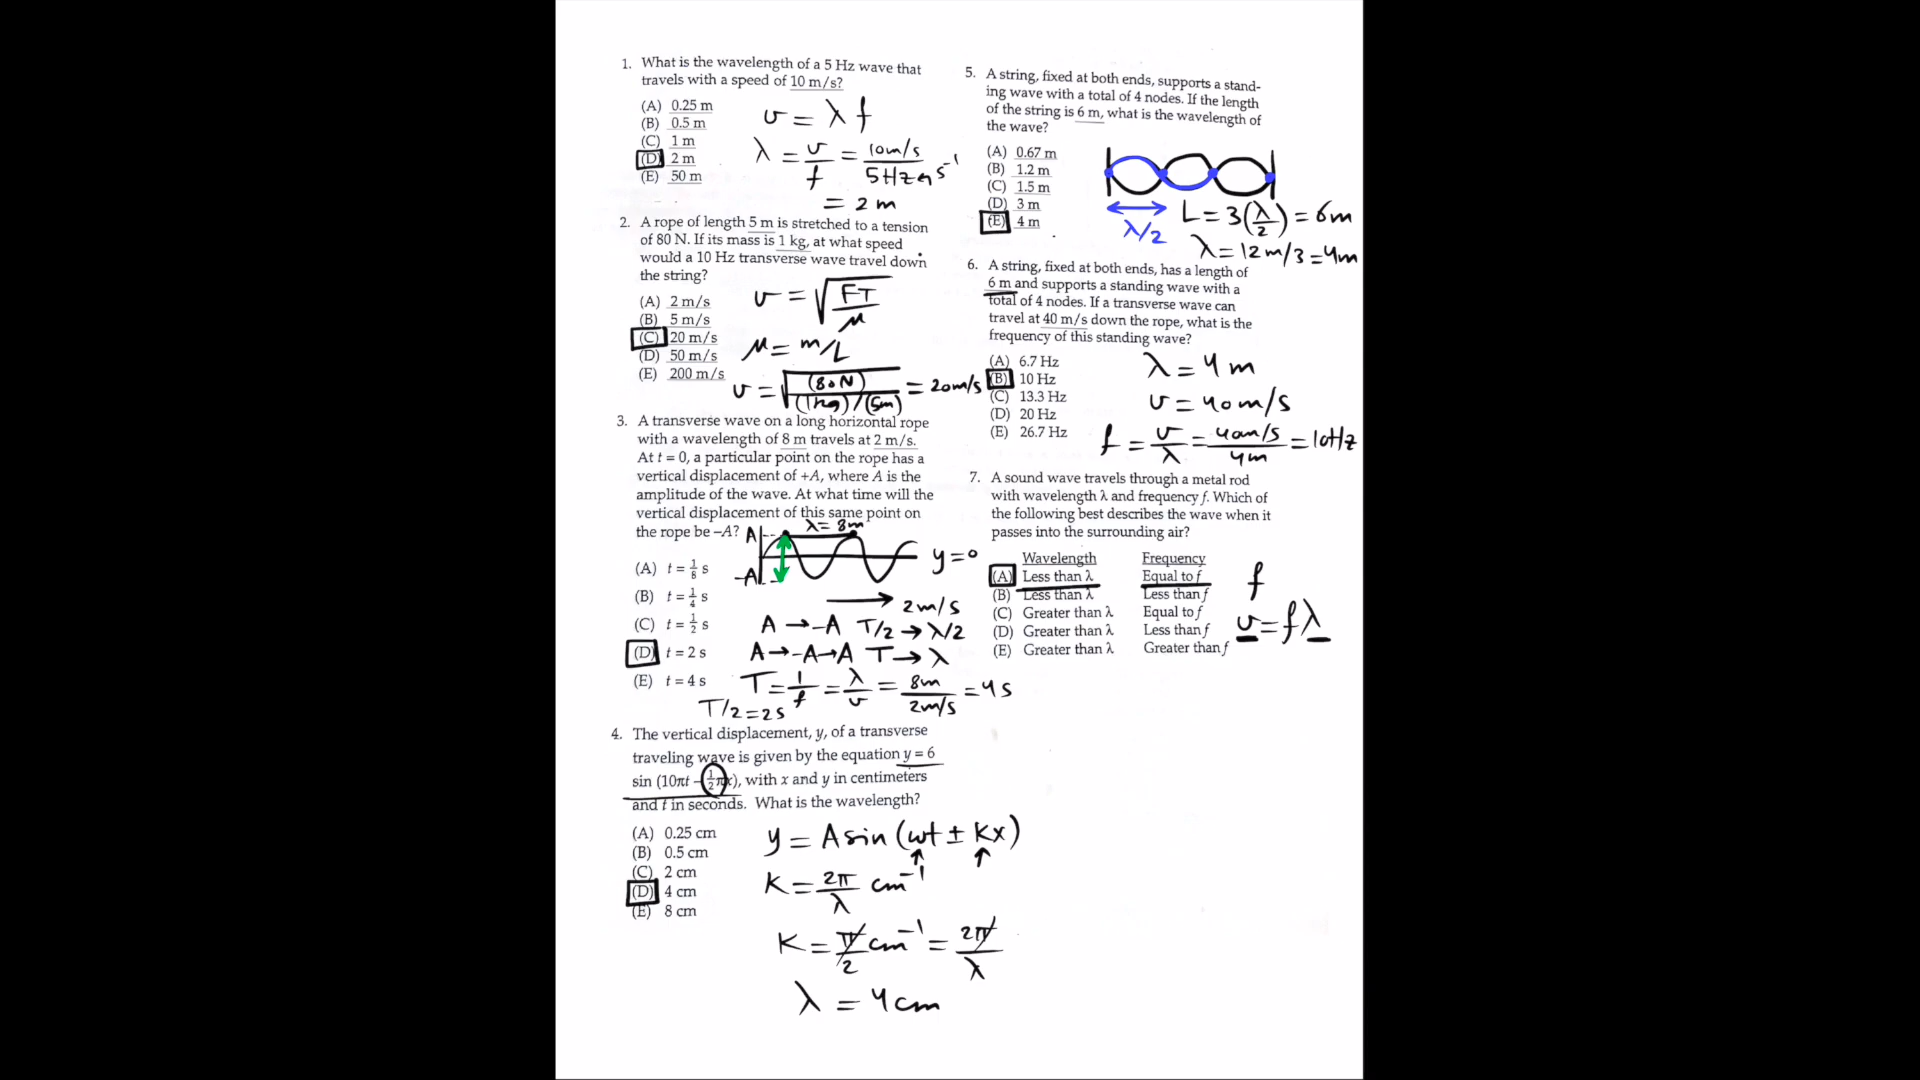 1. What is the wavelength of a 5 Hz wave that
travels with a speed of 10 m/s?
(A) 0.25 m
(B) 0.5 m
(C) 1 m
(D) 2 m
(E) 50 m
v = λ f
λ = v/f = 10m/s / 5Hz s⁻¹
= 2 m
2. A rope of length 5 m is stretched to a tension
of 80 N. If its mass is 1 kg, at what speed
would a 10 Hz transverse wave travel down
the string?
(A) 2 m/s
(B) 5 m/s
(C) 20 m/s
(D) 50 m/s
(E) 200 m/s
v = √(FT/μ)
μ = m/L
v = √((80N)/((1kg)/(5m))) = 20m/s
3. A transverse wave on a long horizontal rope
with a wavelength of 8 m travels at 2 m/s.
At t = 0, a particular point on the rope has a
vertical displacement of +A, where A is the
amplitude of the wave. At what time will the
vertical displacement of this same point on
the rope be –A?
(A) t = 1/8 s
(B) t = 1/4 s
(C) t = 1/2 s
(D) t = 2 s
(E) t = 4 s
A
λ= 8m
-A
y=0
2m/s
A → -A T/2 → λ/2
A→-A→A T→ λ
T = 1/f = λ/v = 8m / 2m/s = 4s
T/2 = 2s
4. The vertical displacement, y, of a transverse
traveling wave is given by the equation y = 6
sin (10πt – 1/2πx), with x and y in centimeters
and t in seconds. What is the wavelength?
(A) 0.25 cm
(B) 0.5 cm
(C) 2 cm
(D) 4 cm
(E) 8 cm
y = A sin (ωt ± Kx)
K = 2π/λ cm⁻¹
K = π/2 cm⁻¹ = 2π/λ
λ = 4cm
5. A string, fixed at both ends, supports a stand-
ing wave with a total of 4 nodes. If the length
of the string is 6 m, what is the wavelength of
the wave?
(A) 0.67 m
(B) 1.2 m
(C) 1.5 m
(D) 3 m
(E) 4 m
λ/2
L = 3(λ/2) = 6m
λ = 12m/3 = 4m
6. A string, fixed at both ends, has a length of
6 m and supports a standing wave with a
total of 4 nodes. If a transverse wave can
travel at 40 m/s down the rope, what is the
frequency of this standing wave?
(A) 6.7 Hz
(B) 10 Hz
(C) 13.3 Hz
(D) 20 Hz
(E) 26.7 Hz
λ = 4 m
v = 40m/s
f = v/λ = 40m/s / 4m = 10Hz
7. A sound wave travels through a metal rod
with wavelength λ and frequency f. Which of
the following best describes the wave when it
passes into the surrounding air?
Wavelength Frequency
(A) Less than λ Equal to f
(B) Less than λ Less than f
(C) Greater than λ Equal to f
(D) Greater than λ Less than f
(E) Greater than λ Greater than f
f
v = fλ